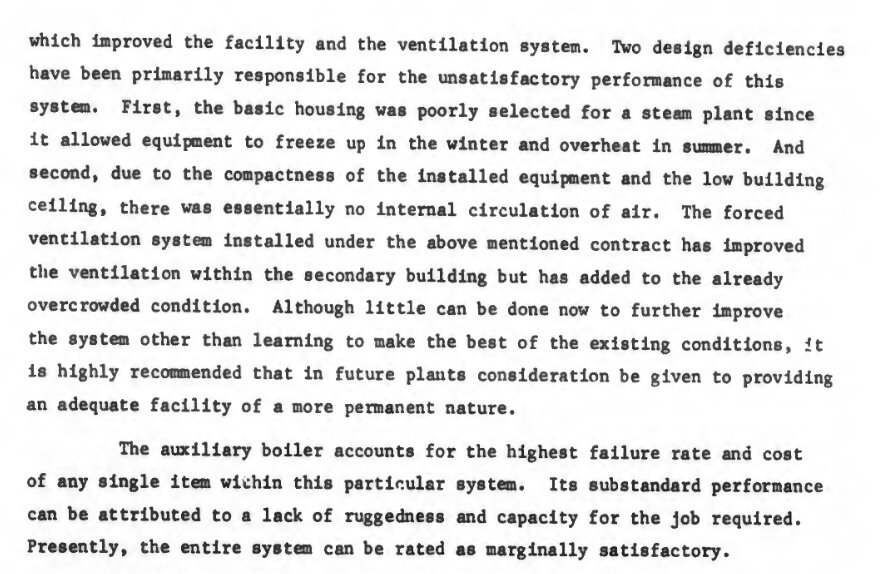 which improved the facility and the ventilation system. Two design deficiencies
have been primarily responsible for the unsatisfactory performance of this
system. First, the basic housing was poorly selected for a steam plant since
it allowed equipment to freeze up in the winter and overheat in summer. And
second, due to the compactness of the installed equipment and the low building
ceiling, there was essentially no internal circulation of air. The forced
ventilation system installed under the above mentioned contract has improved
the ventilation within the secondary building but has added to the already
overcrowded condition. Although little can be done now to further improve
the system other than learning to make the best of the existing conditions, it
is highly recommended that in future plants consideration be given to providing
an adequate facility of a more permanent nature.
The auxiliary boiler accounts for the highest failure rate and cost
of any single item within this particular system. Its substandard performance
can be attributed to a lack of ruggedness and capacity for the job required.
Presently, the entire system can be rated as marginally satisfactory.